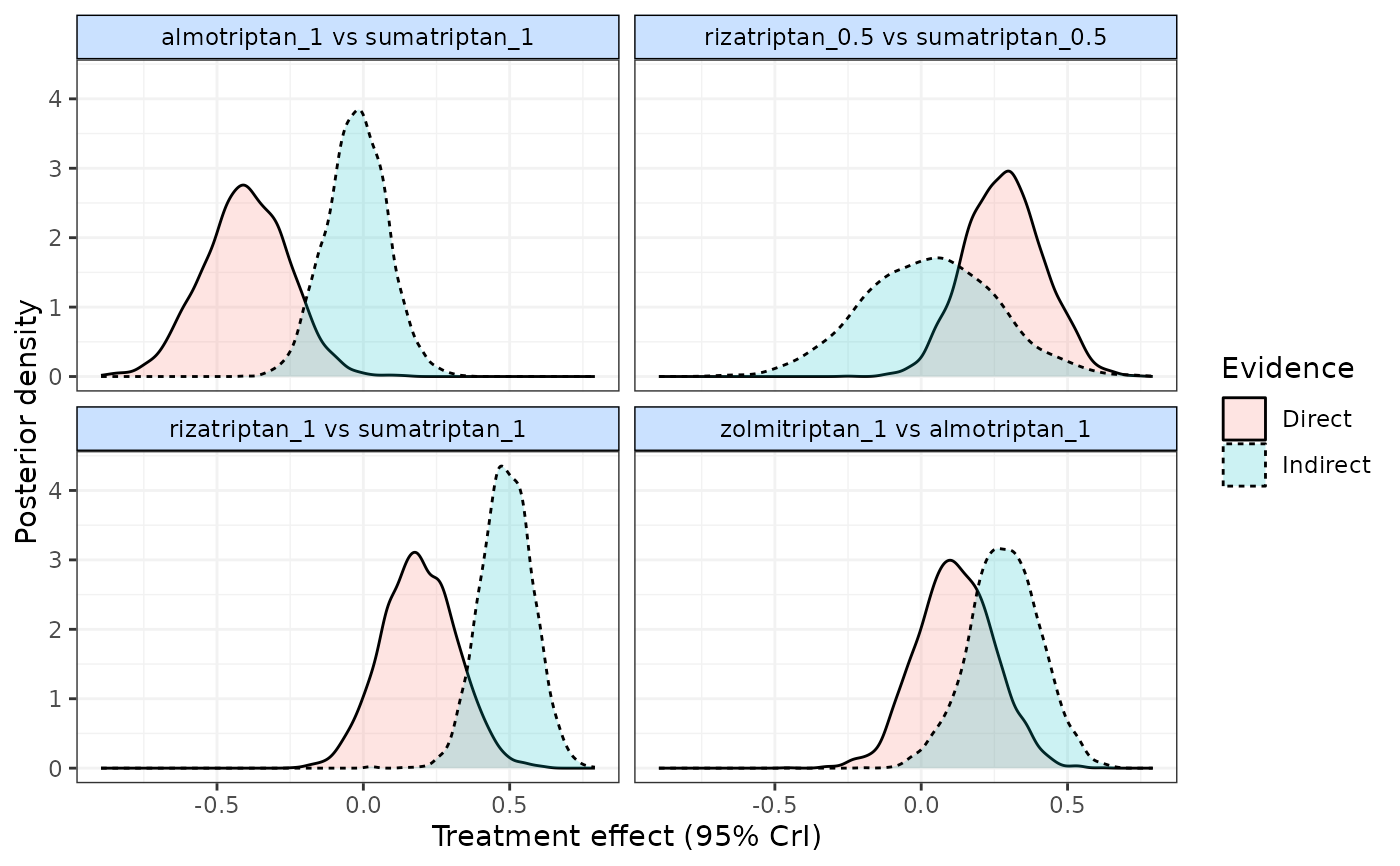 almotriptan_1 vs sumatriptan_1
rizatriptan_0.5 vs sumatriptan_0.5
4
3
2
1
0
rizatriptan_1 vs sumatriptan_1
zolmitriptan_1 vs almotriptan_1
4
3
2
1
0
-0.5 0.0 0.5
-0.5 0.0 0.5
Treatment effect (95% CrI)
Posterior density
Evidence
Direct
Indirect